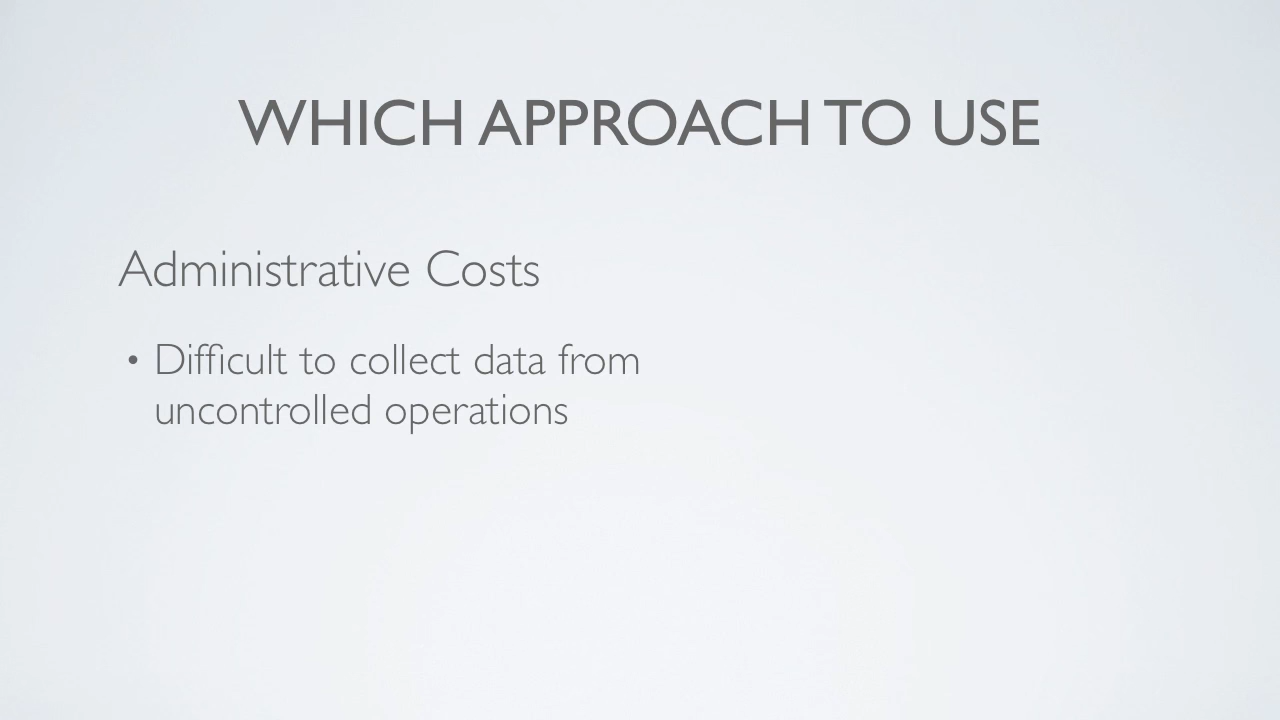 WHICH APPROACH TO USE
Administrative Costs
• Difficult to collect data from
uncontrolled operations